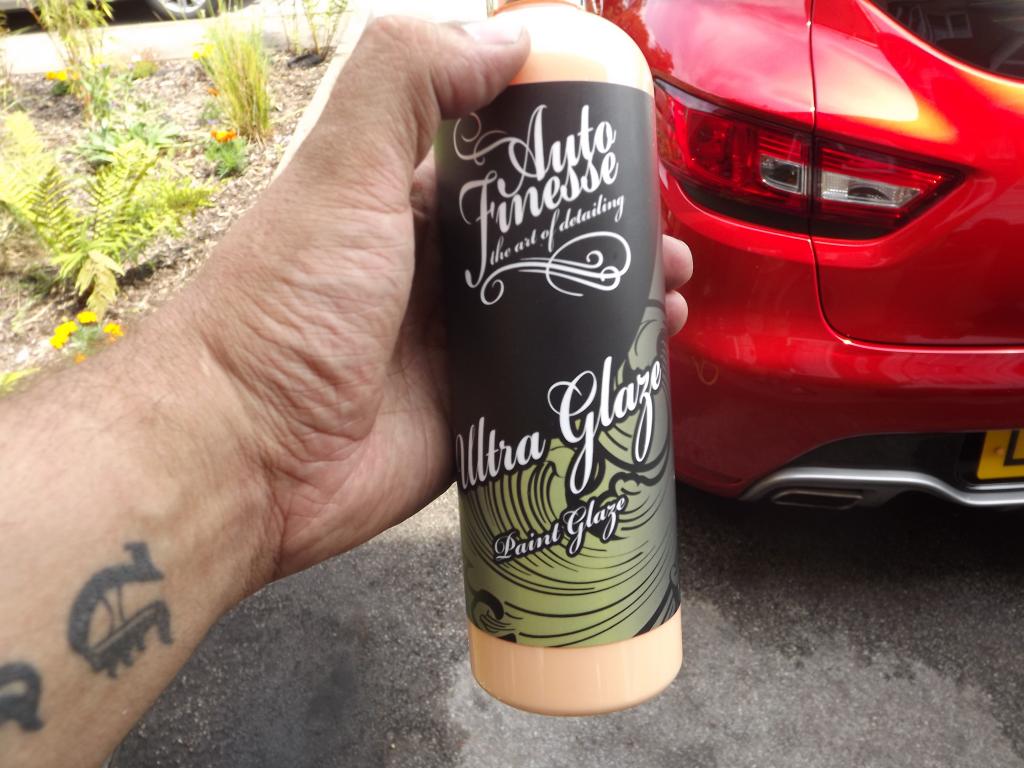 Auto
Finesse
the art of detailing
Ultra Glaze
Paint Glaze